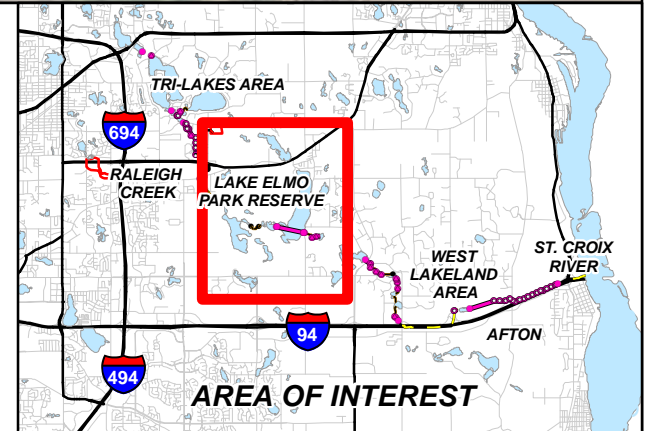 TRI-LAKES AREA
694
RALEIGH
CREEK
LAKE ELMO
PARK RESERVE
WEST
LAKELAND
AREA
ST. CROIX
RIVER
94
AFTON
494
AREA OF INTEREST